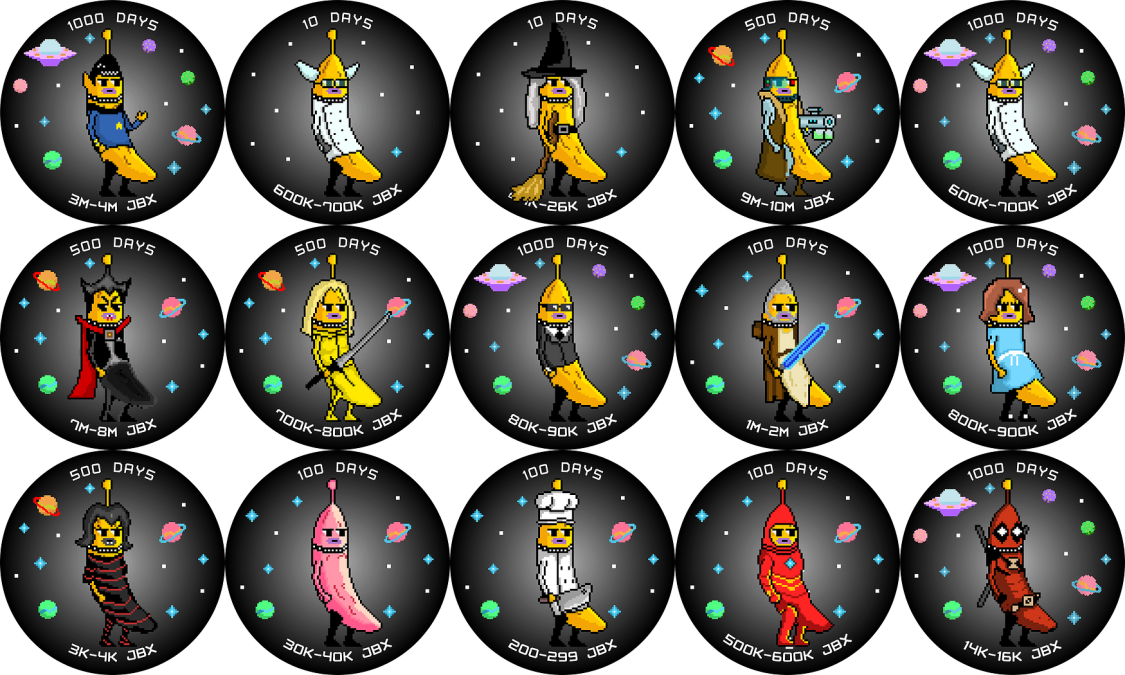 1000 DAYS
3M-4M JBX
10 DAYS
600K-700K JBX
10 DAYS
K-26K JBX
500 DAYS
9M-10M JBX
1000 DAYS
600K-700K JBX
500 DAYS
7M-8M JBX
500 DAYS
700K-800K JBX
1000 DAYS
80K-90K JBX
100 DAYS
1M-2M JBX
1000 DAYS
800K-900K JBX
500 DAYS
3K-4K JBX
100 DAYS
30K-40K JBX
100 DAYS
200-299 JBX
100 DAYS
500K-600K JBX
1000 DAYS
14K-16K JBX